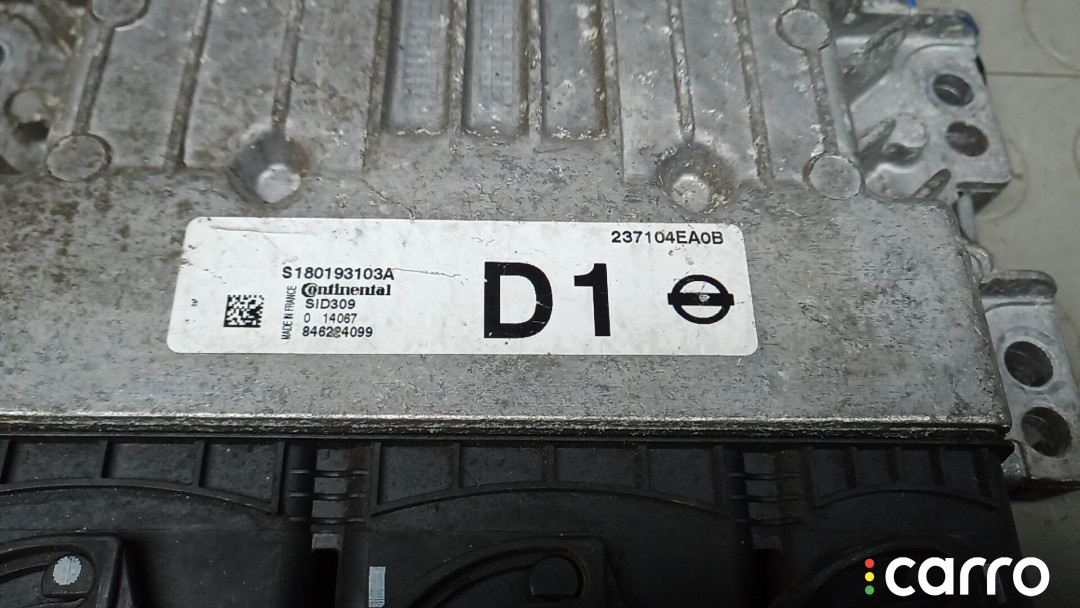 237104EA0B
S180193103A
Continental
SID309
0 14067
846224099
MADE IN FRANCE
D1
carro